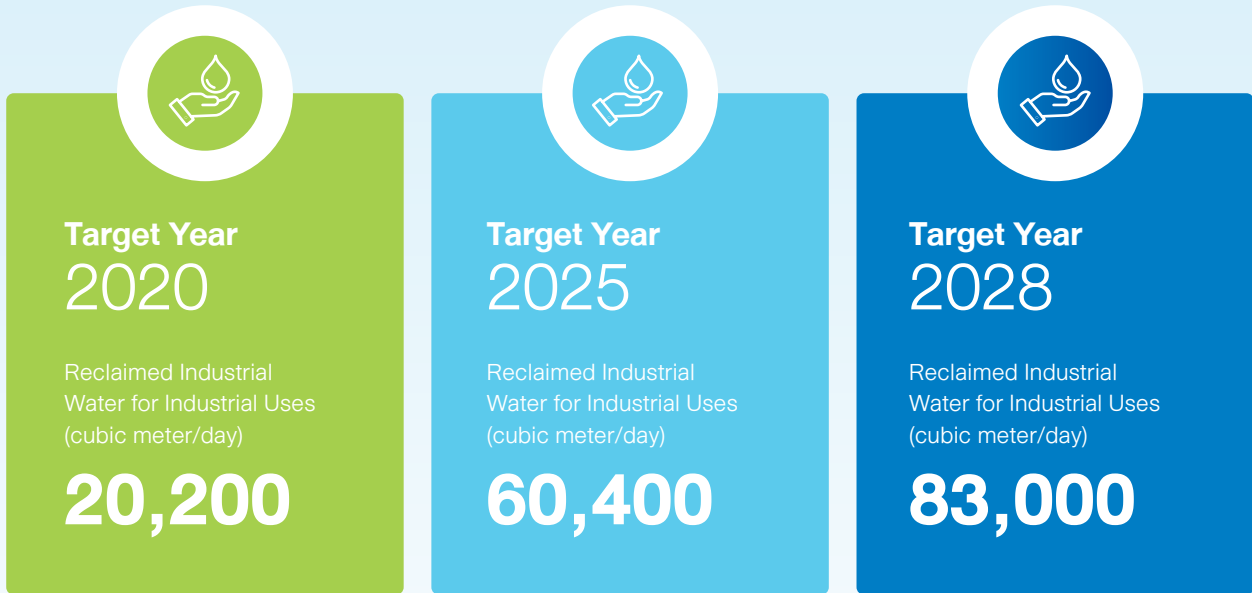 Target Year
2020
Reclaimed Industrial
Water for Industrial Uses
(cubic meter/day)
20,200
Target Year
2025
Reclaimed Industrial
Water for Industrial Uses
(cubic meter/day)
60,400
Target Year
2028
Reclaimed Industrial
Water for Industrial Uses
(cubic meter/day)
83,000